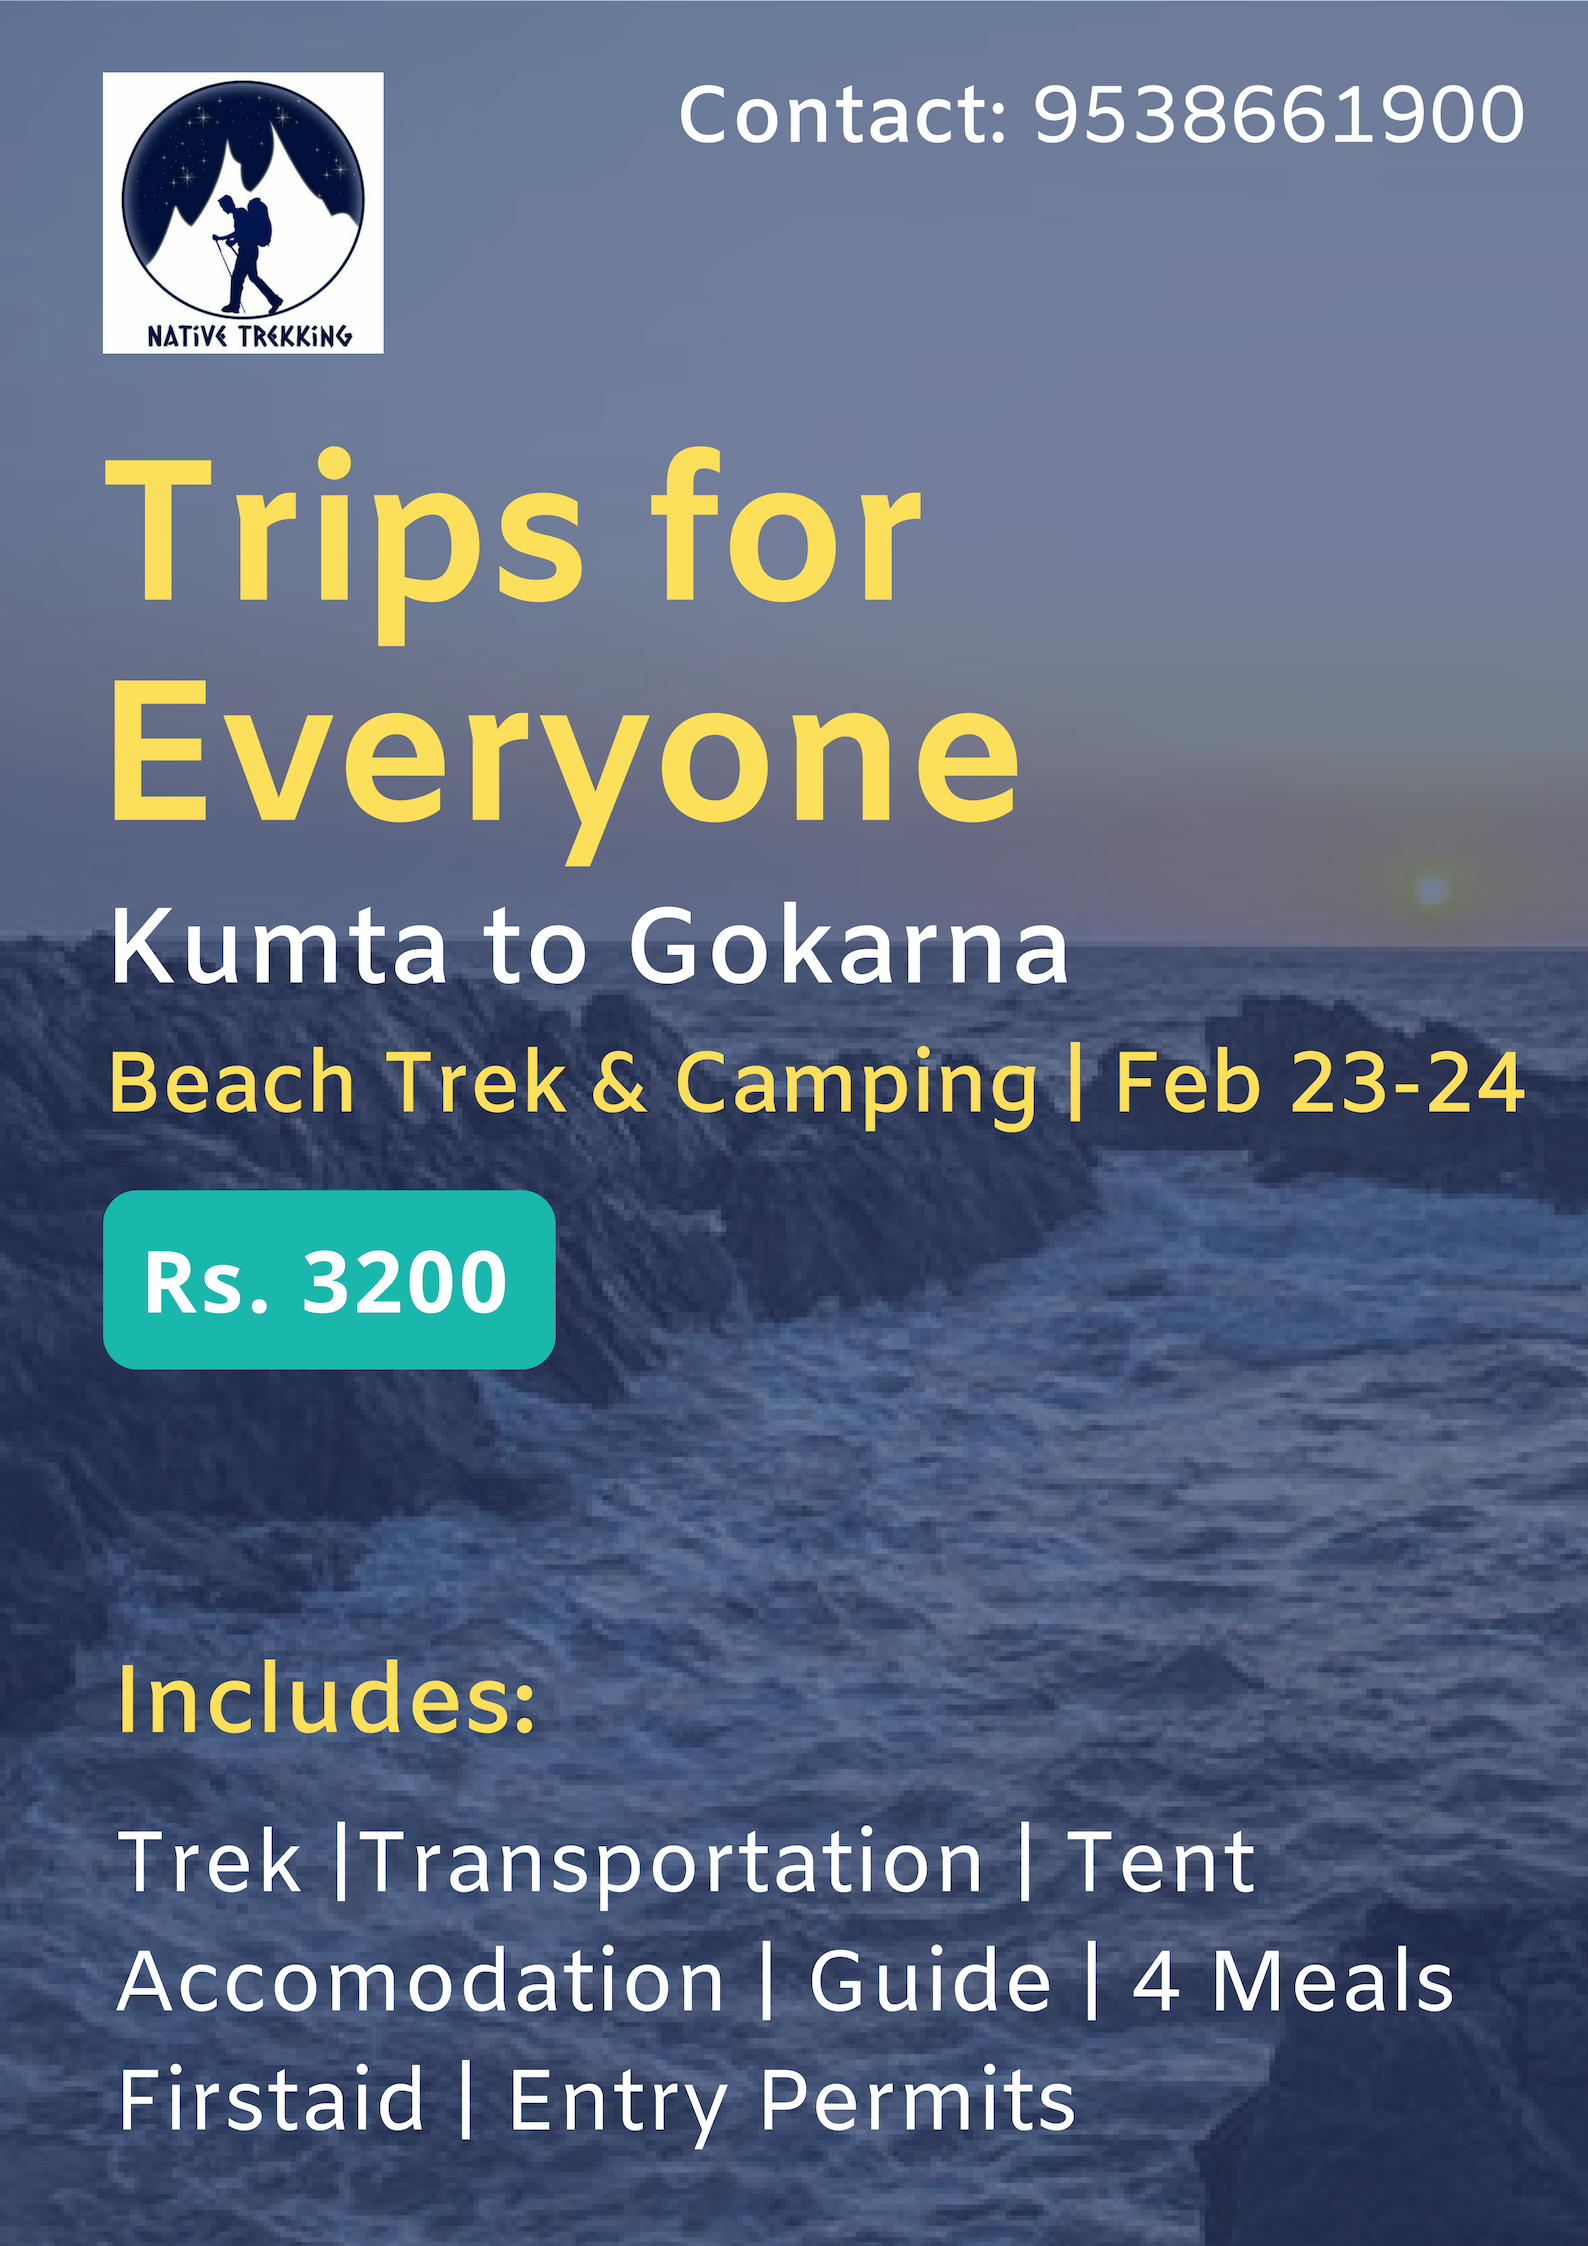 Contact: 9538661900
NATiVE TREKKiNG
Trips for
Everyone
Kumta to Gokarna
Beach Trek & Camping | Feb 23-24
Rs. 3200
Includes:
Trek |Transportation | Tent
Accomodation | Guide | 4 Meals
Firstaid | Entry Permits